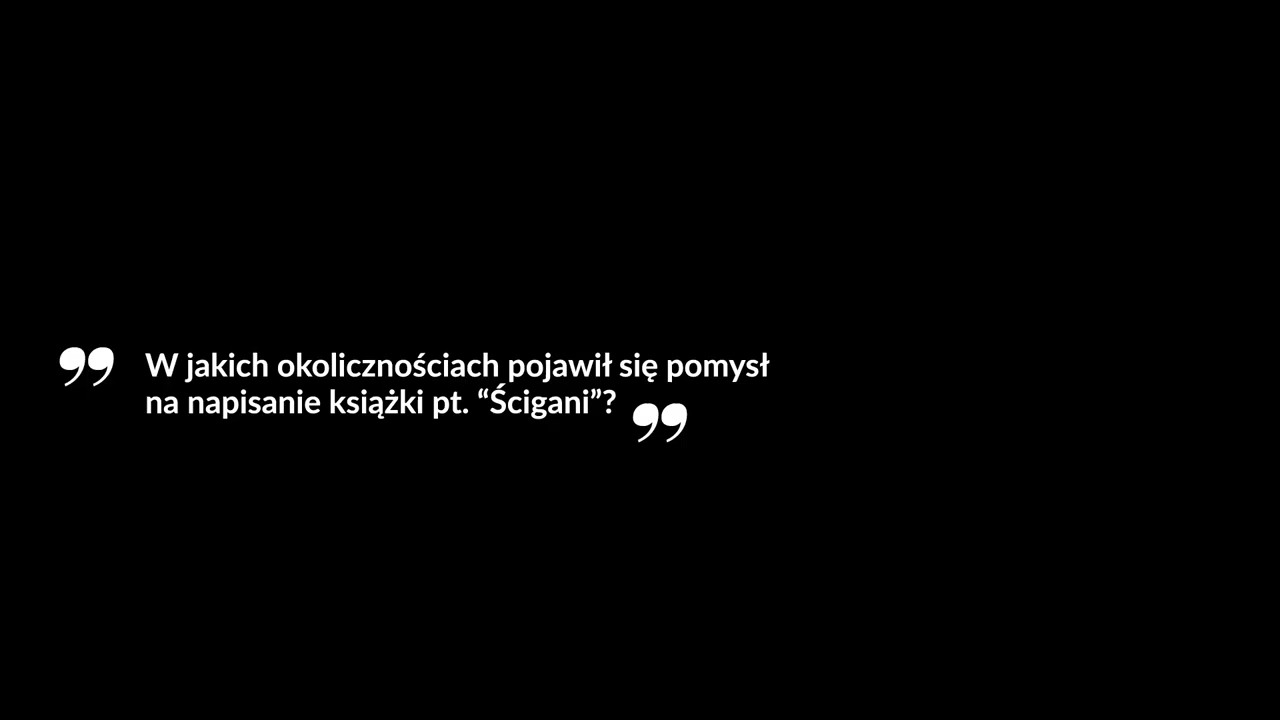 ” W jakich okolicznościach pojawił się pomysł
na napisanie książki pt. “Ścigani”? ”